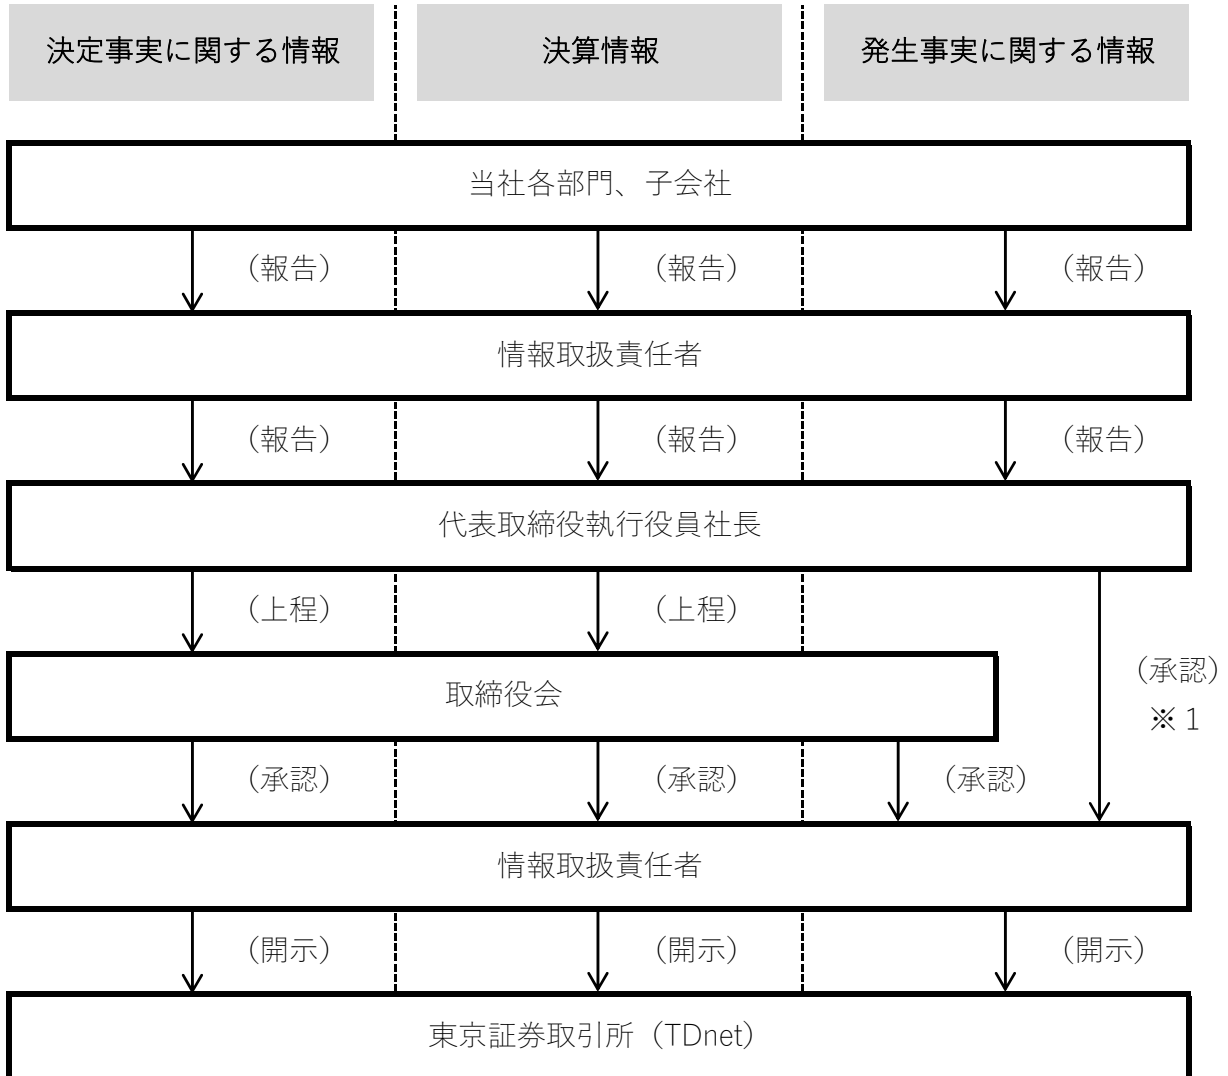 決定事実に関する情報
決算情報
発生事実に関する情報
当社各部門、子会社
（報告）
（報告）
（報告）
情報取扱責任者
（報告）
（報告）
（報告）
代表取締役執行役員社長
（上程）
（上程）
（承認）
※１
取締役会
（承認）
（承認）
（承認）
情報取扱責任者
（開示）
（開示）
（開示）
東京証券取引所（TDnet）